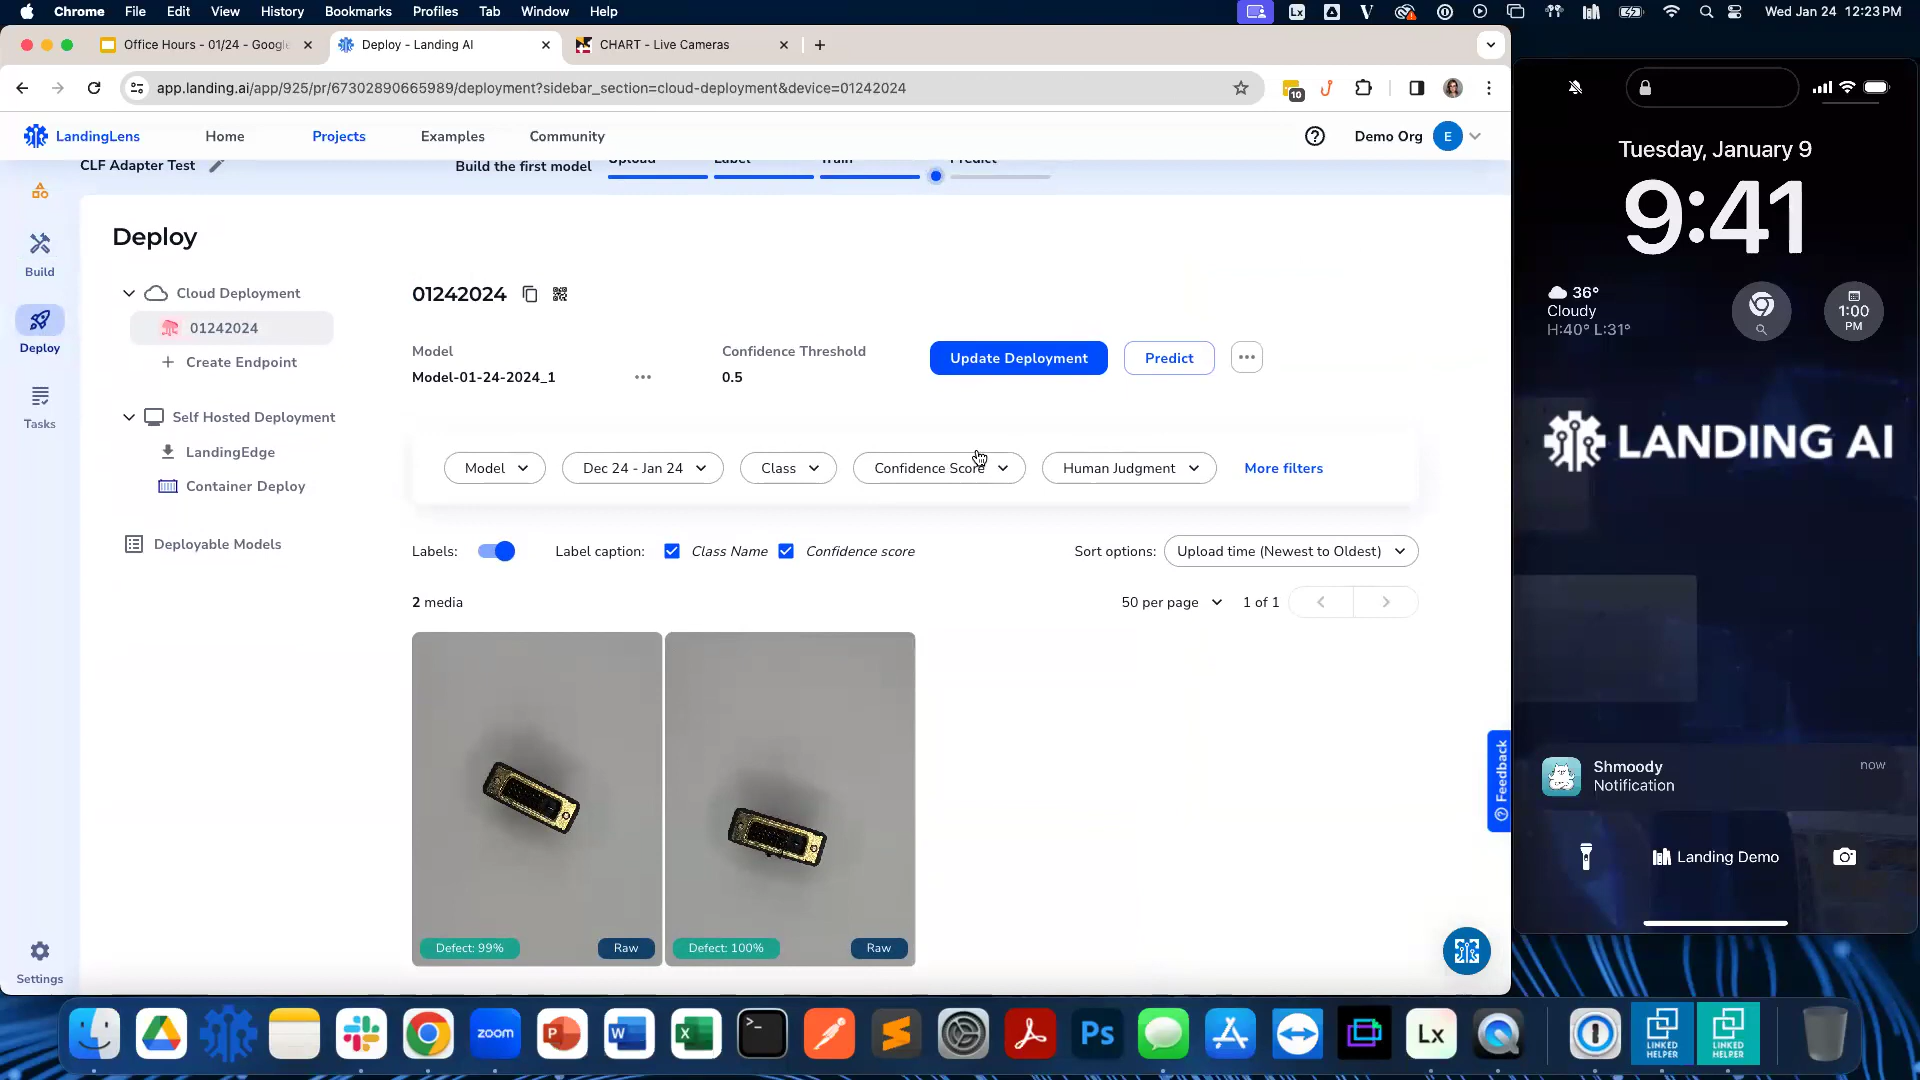 Chrome File Edit View History Bookmarks Profiles Tab Window Help
Lx
Wed Jan 24 12:23 PM
Office Hours - 01/24 - Google
Deploy - Landing AI
CHART - Live Cameras
app.landing.ai/app/925/pr/67302890665989/deployment?sidebar_section=cloud-deployment&device=01242024
10
LandingLens
Home
Projects
Examples
Community
Demo Org
E
CLF Adapter Test
Build the first model
Upload
Label
Train
Predict
Build
Deploy
Tasks
Settings
Deploy
Cloud Deployment
01242024
+ Create Endpoint
Self Hosted Deployment
LandingEdge
Container Deploy
Deployable Models
01242024
Model
Model-01-24-2024_1
...
Confidence Threshold
0.5
Update Deployment
Predict
...
Model
Dec 24 - Jan 24
Class
Confidence Score
Human Judgment
More filters
Labels:
Label caption:
Class Name
Confidence score
Sort options:
Upload time (Newest to Oldest)
2 media
50 per page
1 of 1
Defect: 99%
Raw
Defect: 100%
Raw
Feedback
Tuesday, January 9
9:41
36°
Cloudy
H:40° L:31°
1:00
PM
LANDING AI
Shmoody
Notification
now
Landing Demo
zoom
P
W
X
Ps
Lx
LINKED
HELPER
LINKED
HELPER